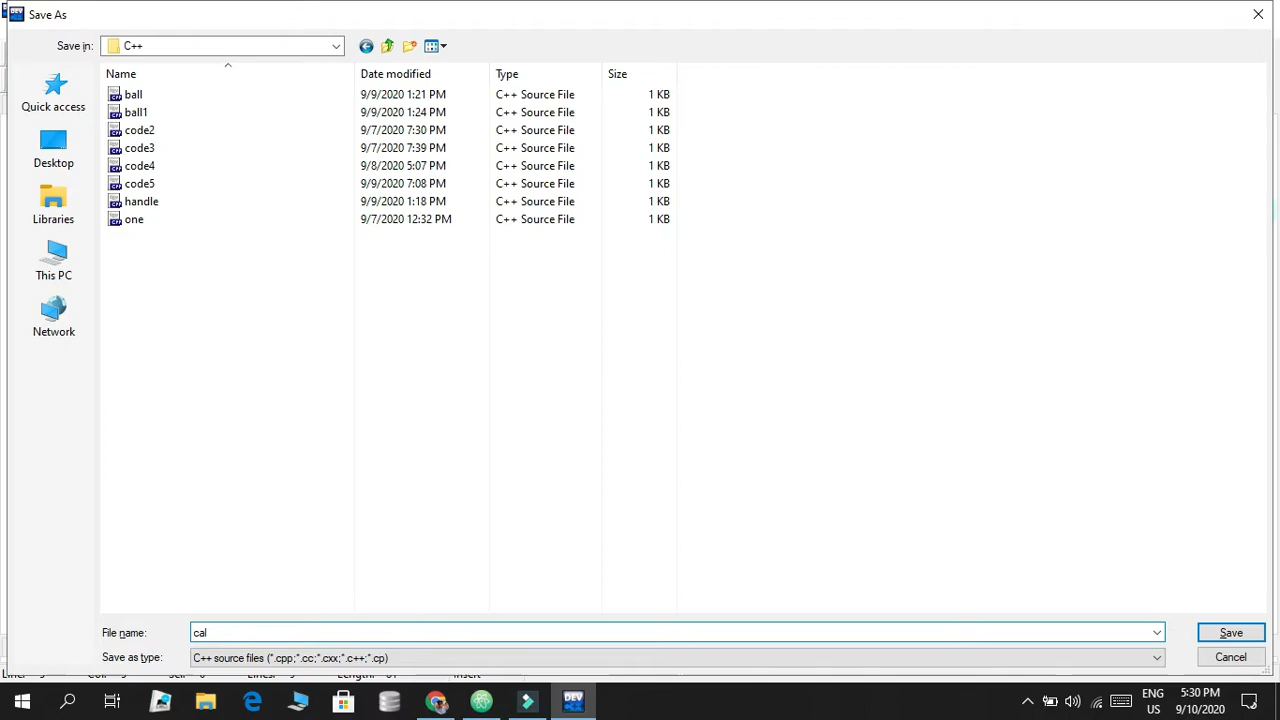 Save As
Save in:
C++
Quick access
Desktop
Libraries
This PC
Network
Name Date modified Type Size
ball 9/9/2020 1:21 PM C++ Source File 1 KB
ball1 9/9/2020 1:24 PM C++ Source File 1 KB
code2 9/7/2020 7:30 PM C++ Source File 1 KB
code3 9/7/2020 7:39 PM C++ Source File 1 KB
code4 9/8/2020 5:07 PM C++ Source File 1 KB
code5 9/9/2020 7:08 PM C++ Source File 1 KB
handle 9/9/2020 1:18 PM C++ Source File 1 KB
one 9/7/2020 12:32 PM C++ Source File 1 KB
File name: cal Save
Save as type: C++ source files (*.cpp;*.cc;*.cxx;*.c++;*.cp) Cancel
DEV
ENG
US
5:30 PM
9/10/2020